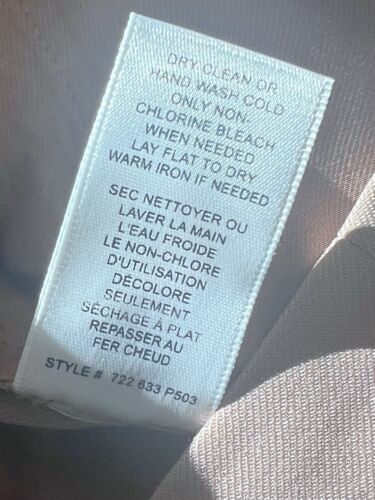 DRY CLEAN OR
HAND WASH COLD
ONLY NON-
CHLORINE BLEACH
WHEN NEEDED
LAY FLAT TO DRY
WARM IRON IF NEEDED
SEC NETTOYER OU
LAVER LA MAIN
L'EAU FROIDE
LE NON-CHLORE
D'UTILISATION
DÉCOLORE
SEULEMENT
SÉCHAGE À PLAT
REPASSER AU
FER CHEUD
STYLE # 722 633 P503